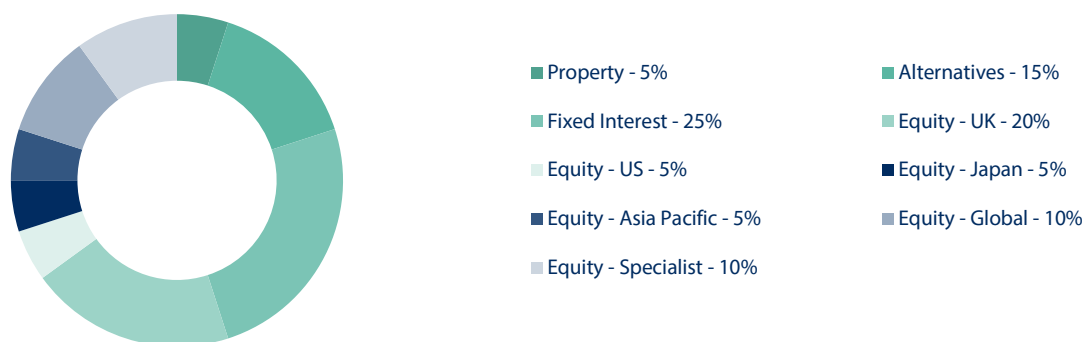 Property - 5%
Alternatives - 15%
Fixed Interest - 25%
Equity - UK - 20%
Equity - US - 5%
Equity - Japan - 5%
Equity - Asia Pacific - 5%
Equity - Global - 10%
Equity - Specialist - 10%